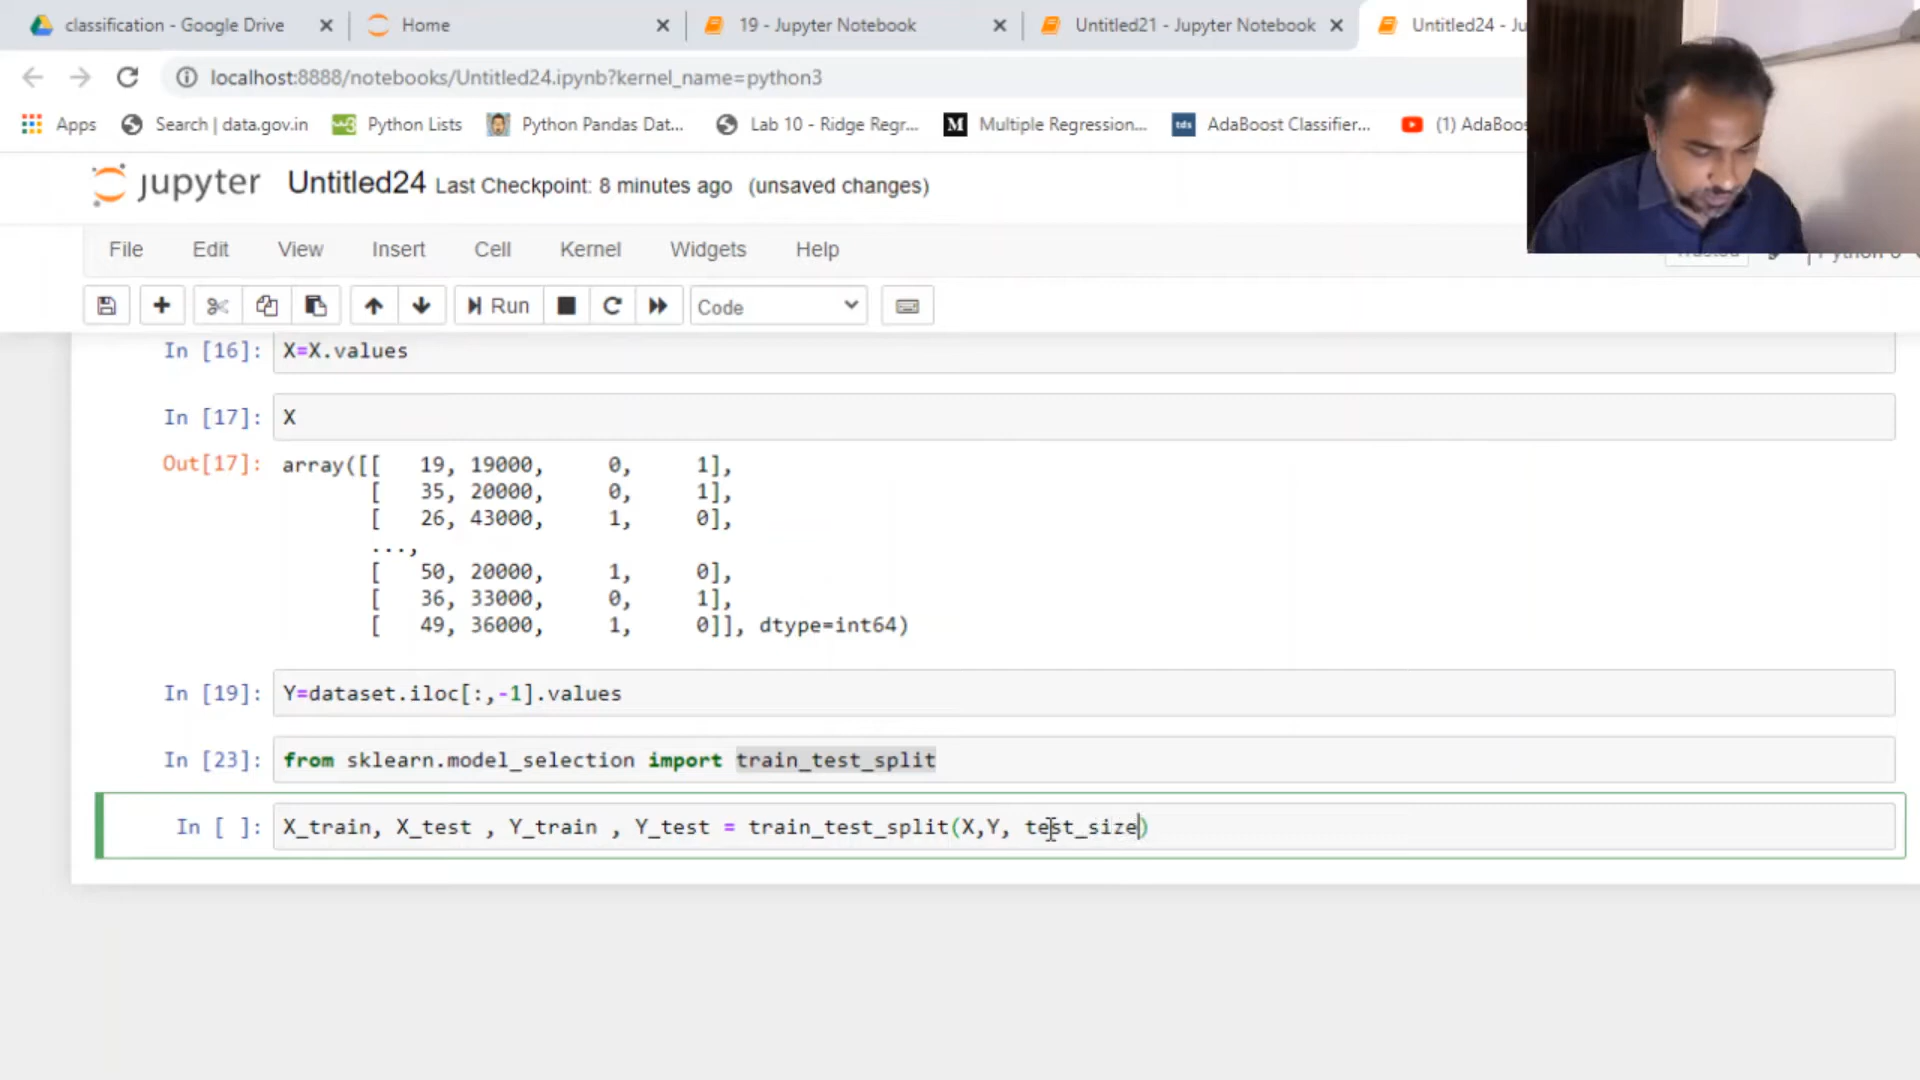 classification - Google Drive
Home
19 - Jupyter Notebook
Untitled21 - Jupyter Notebook
Untitled24 - Ju
localhost:8888/notebooks/Untitled24.ipynb?kernel_name=python3
Apps
Search | data.gov.in
Python Lists
Python Pandas Dat...
Lab 10 - Ridge Regr...
M Multiple Regression...
tds AdaBoost Classifier...
(1) AdaBoos
jupyter Untitled24 Last Checkpoint: 8 minutes ago (unsaved changes)
File Edit View Insert Cell Kernel Widgets Help
Run
Code
In [16]: X=X.values
In [17]: X
Out[17]: array([[ 19, 19000, 0, 1],
[ 35, 20000, 0, 1],
[ 26, 43000, 1, 0],
...,
[ 50, 20000, 1, 0],
[ 36, 33000, 0, 1],
[ 49, 36000, 1, 0]], dtype=int64)
In [19]: Y=dataset.iloc[:,-1].values
In [23]: from sklearn.model_selection import train_test_split
In [ ]: X_train, X_test , Y_train , Y_test = train_test_split(X,Y, test_size)